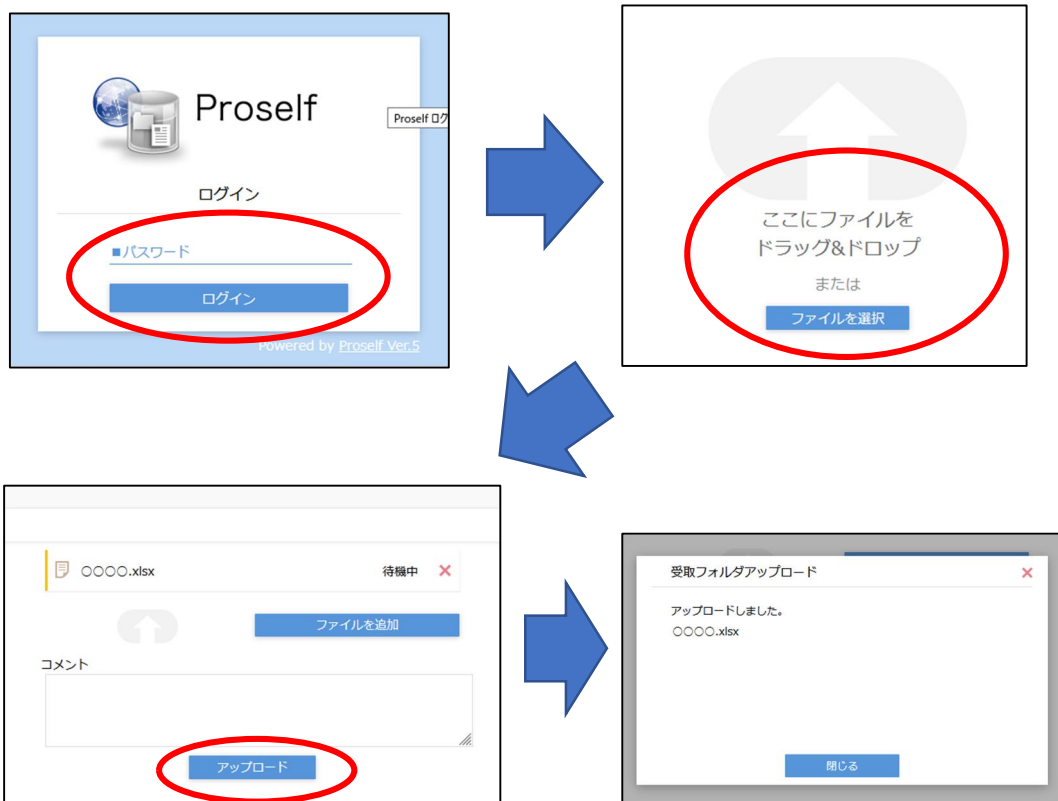 Proself
Proself ログ
ログイン
■パスワード
ログイン
Powered by Proself Ver.5
ここにファイルを
ドラッグ&ドロップ
または
ファイルを選択
〇〇〇〇.xlsx 待機中 ×
ファイルを追加
コメント
アップロード
受取フォルダアップロード ×
アップロードしました。
〇〇〇〇.xlsx
閉じる